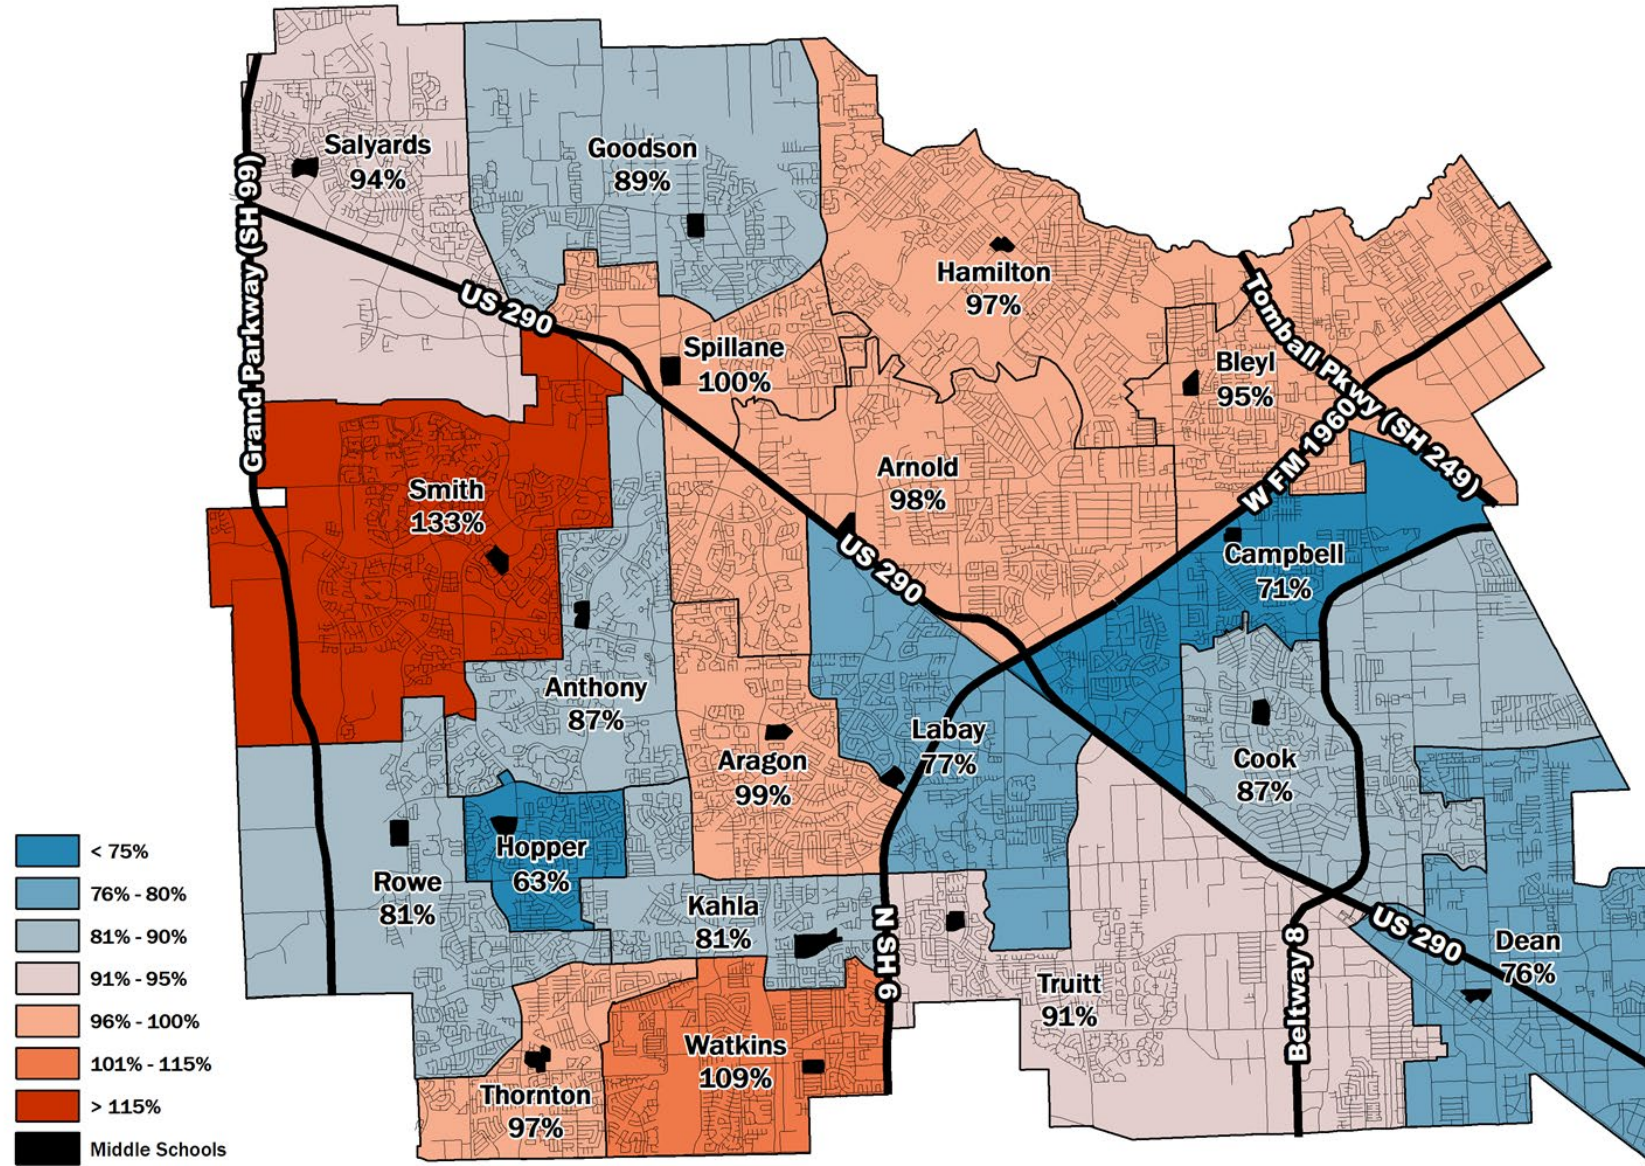 Salyards
94%
Goodson
89%
Grand Parkway (SH 99)
US 290
Hamilton
97%
Tomball Pkwy (SH 249)
Spillane
100%
Bleyl
95%
W FM 1960
Smith
133%
Arnold
98%
US 290
Campbell
71%
Anthony
87%
Labay
77%
Aragon
99%
Cook
87%
Hopper
63%
Rowe
81%
Kahla
81%
N SH 6
Truitt
91%
Beltway 8
US 290
Dean
76%
Watkins
109%
Thornton
97%
< 75%
76% - 80%
81% - 90%
91% - 95%
96% - 100%
101% - 115%
> 115%
Middle Schools